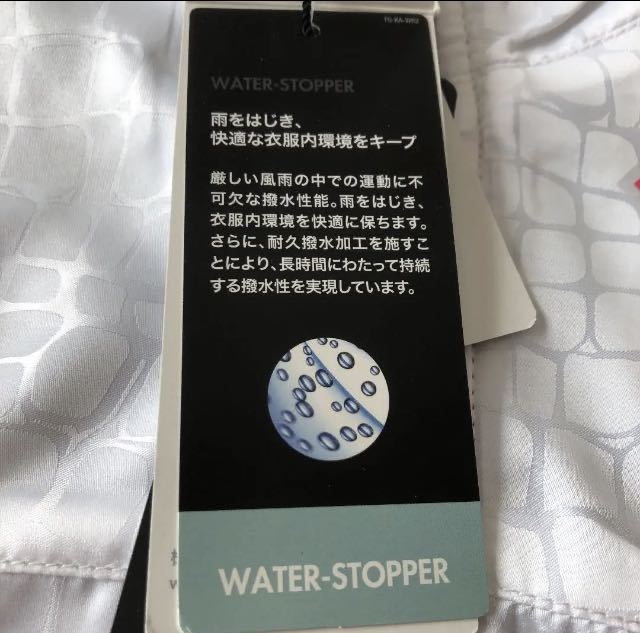 WATER-STOPPER
雨をはじき、
快適な衣服内環境をキープ
厳しい風雨の中での運動に不
可欠な撥水性能。雨をはじき、
衣服内環境を快適に保ちます。
さらに、耐久撥水加工を施すこ
とにより、長時間にわたって持続
する撥水性を実現しています。
WATER-STOPPER